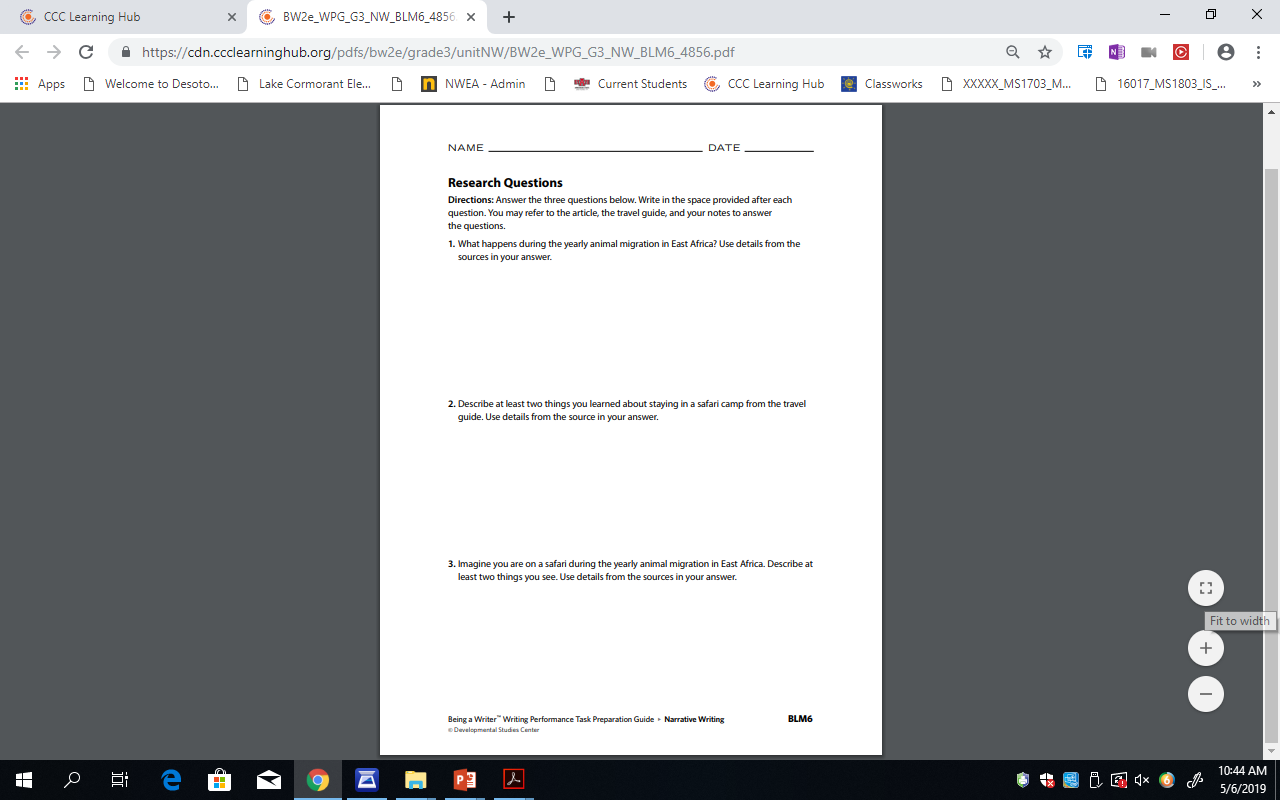 CCC Learning Hub
BW2e_WPG_G3_NW_BLM6_4856.
https://cdn.ccclearninghub.org/pdfs/bw2e/grade3/unitNW/BW2e_WPG_G3_NW_BLM6_4856.pdf
Apps Welcome to Desoto... Lake Cormorant Ele... NWEA - Admin Current Students CCC Learning Hub Classworks XXXXX_MS1703_M... 16017_MS1803_IS_... »
NAME DATE
Research Questions
Directions: Answer the three questions below. Write in the space provided after each
question. You may refer to the article, the travel guide, and your notes to answer
the questions.
1. What happens during the yearly animal migration in East Africa? Use details from the
sources in your answer.
2. Describe at least two things you learned about staying in a safari camp from the travel
guide. Use details from the source in your answer.
3. Imagine you are on a safari during the yearly animal migration in East Africa. Describe at
least two things you see. Use details from the sources in your answer.
Fit to width
Being a Writer™ Writing Performance Task Preparation Guide ▸ Narrative Writing BLM6
© Developmental Studies Center
10:44 AM
5/6/2019